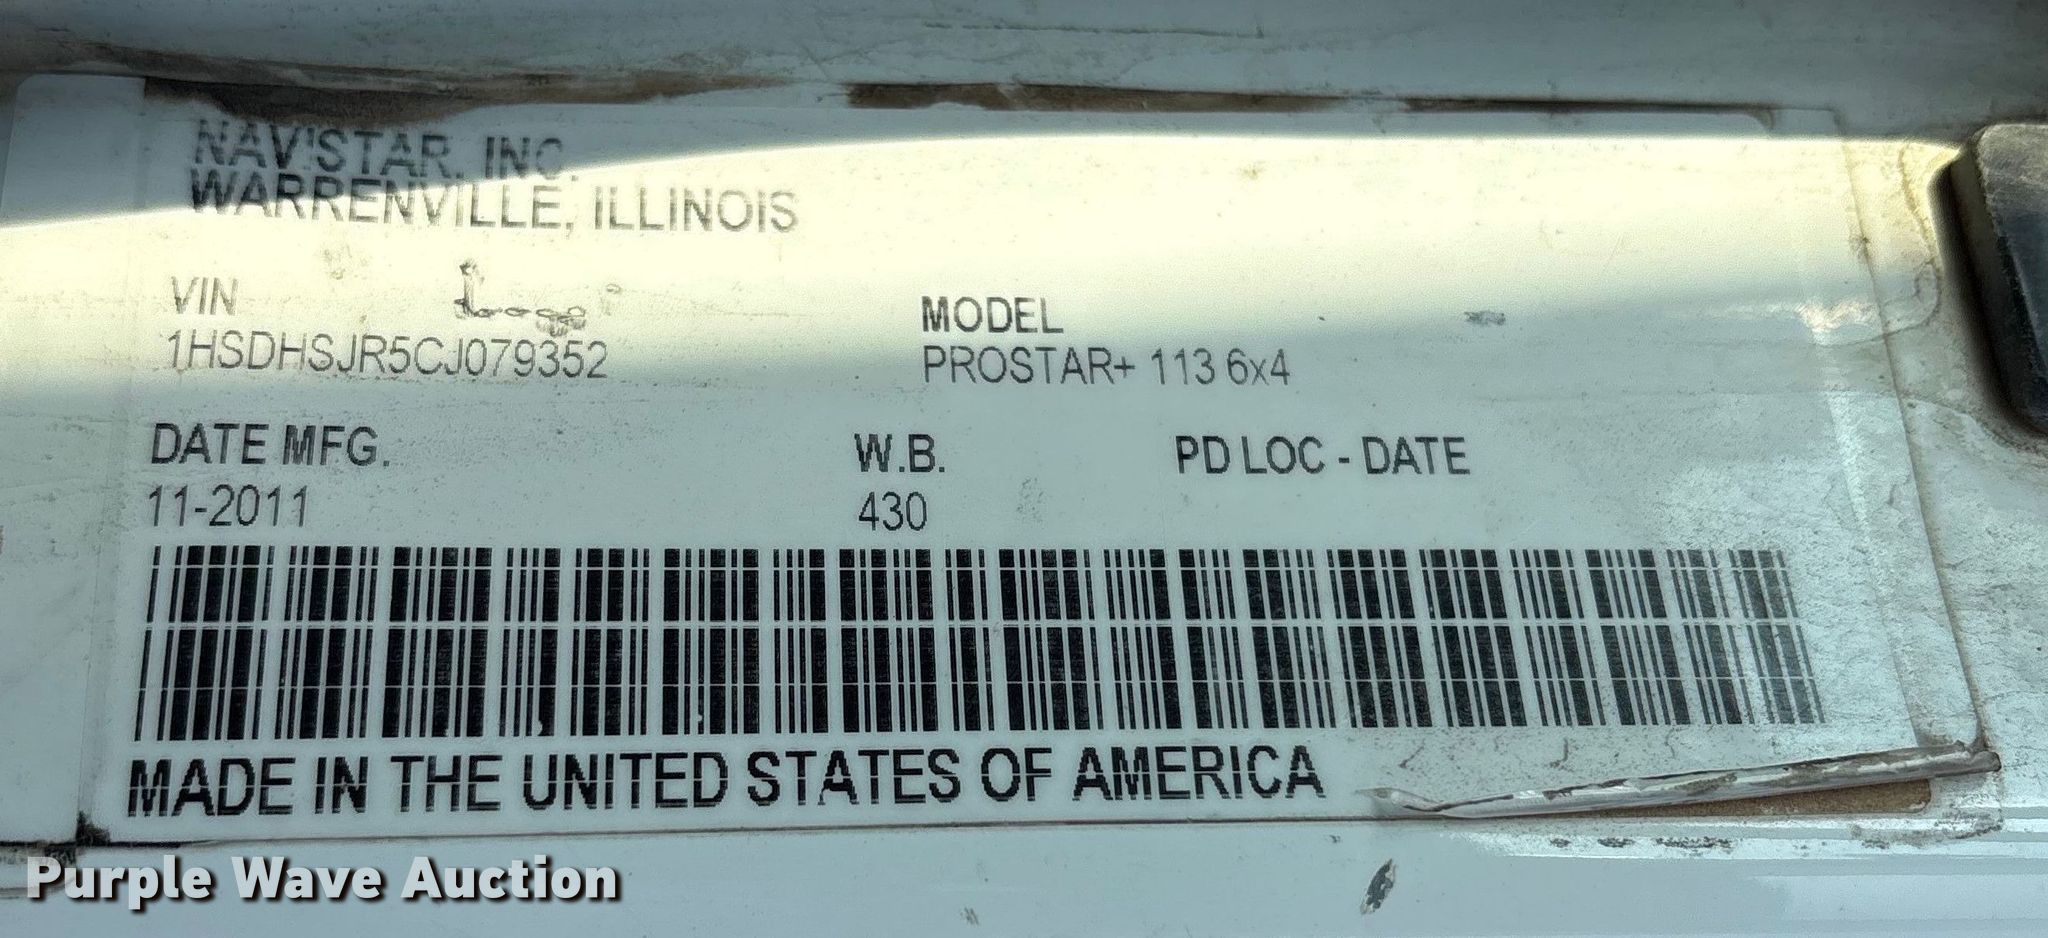 NAVISTAR, INC.
WARRENVILLE, ILLINOIS
VIN
1HSDHSJR5CJ079352
MODEL
PROSTAR+ 113 6x4
DATE MFG.
11-2011
W.B.
430
PD LOC - DATE
MADE IN THE UNITED STATES OF AMERICA
Purple Wave Auction